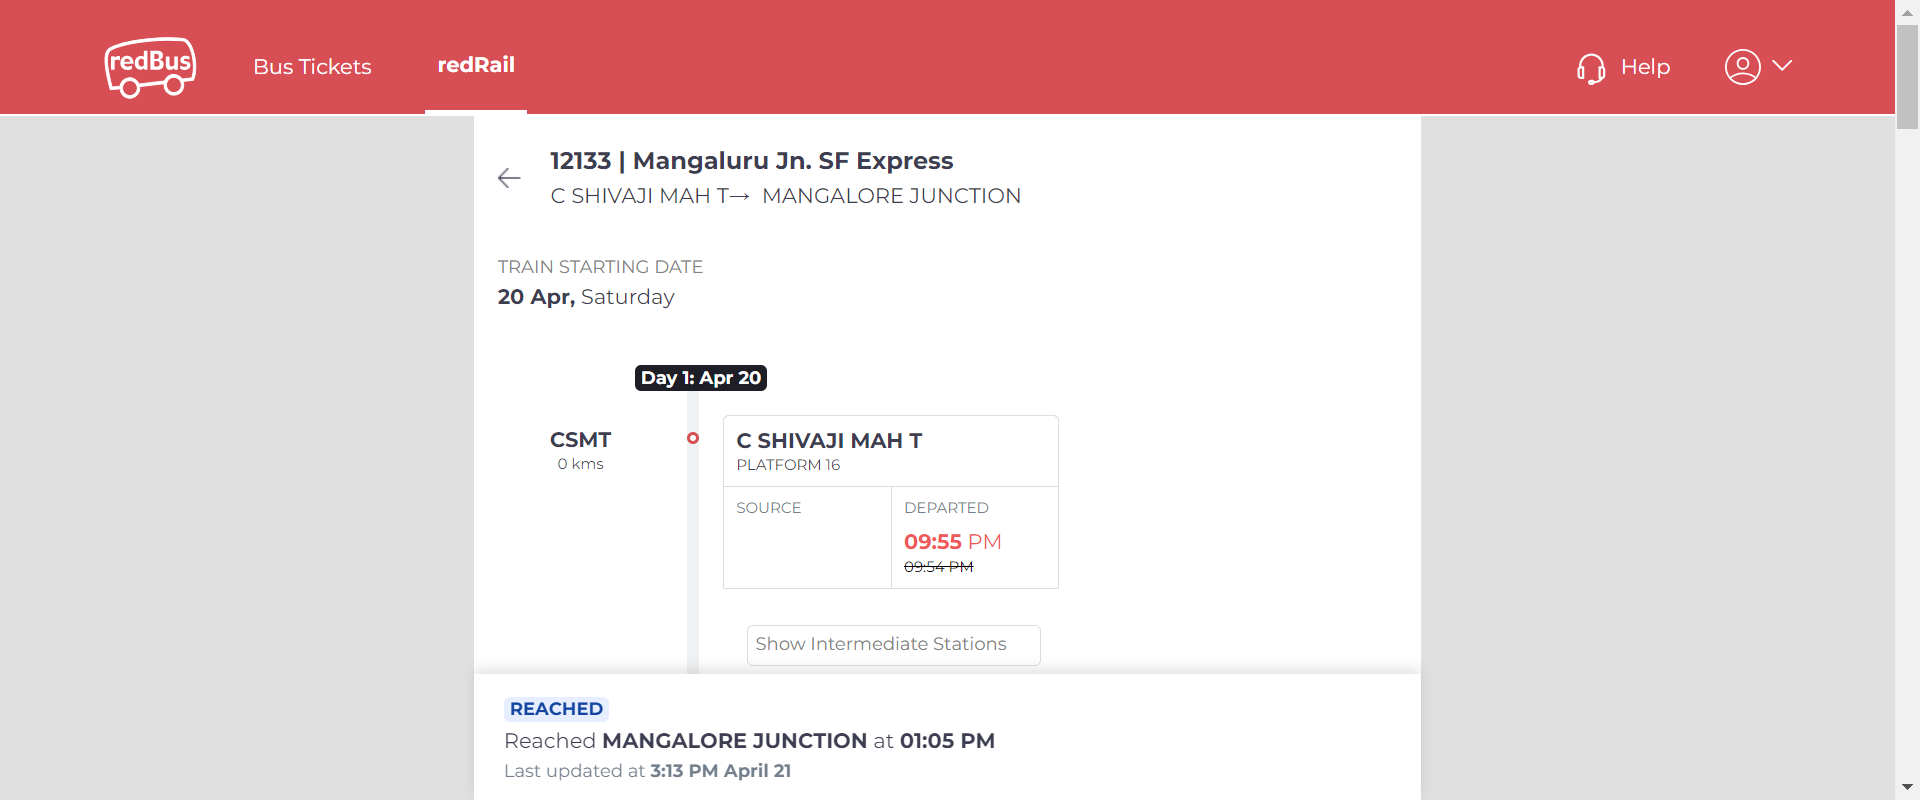 redBus
Bus Tickets
redRail
Help
12133 | Mangaluru Jn. SF Express
C SHIVAJI MAH T→ MANGALORE JUNCTION
TRAIN STARTING DATE
20 Apr, Saturday
Day 1: Apr 20
CSMT
0 kms
C SHIVAJI MAH T
PLATFORM 16
SOURCE
DEPARTED
09:55 PM
09:54 PM
Show Intermediate Stations
REACHED
Reached MANGALORE JUNCTION at 01:05 PM
Last updated at 3:13 PM April 21